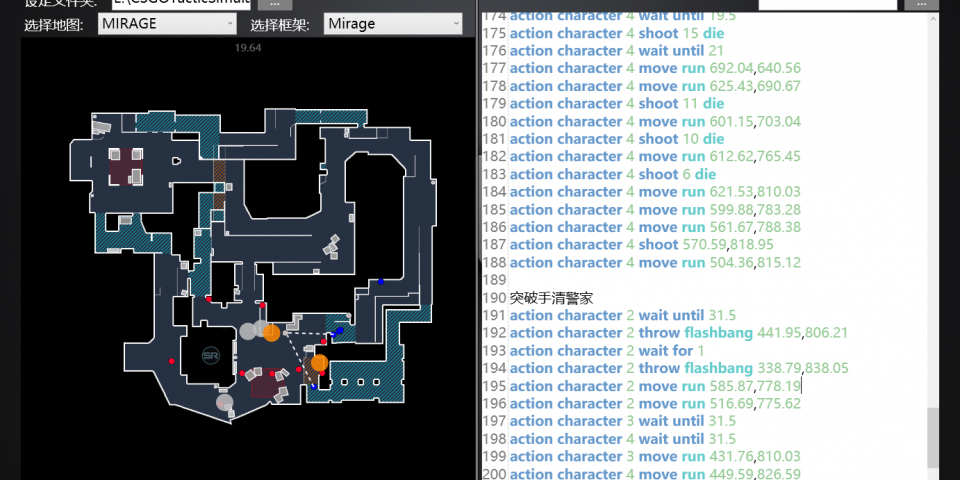 设定文件夹:
E:\CSGOTacticSimul
...
选择地图:
MIRAGE
选择框架:
Mirage
19.64
SR
...
174 action character 4 wait until 19.5
175 action character 4 shoot 15 die
176 action character 4 wait until 21
177 action character 4 move run 692.04,640.56
178 action character 4 move run 625.43,690.67
179 action character 4 shoot 11 die
180 action character 4 move run 601.15,703.04
181 action character 4 shoot 10 die
182 action character 4 move run 612.62,765.45
183 action character 4 shoot 6 die
184 action character 4 move run 621.53,810.03
185 action character 4 move run 599.88,783.28
186 action character 4 move run 561.67,788.38
187 action character 4 shoot 570.59,818.95
188 action character 4 move run 504.36,815.12
189
190 突破手清警家
191 action character 2 wait until 31.5
192 action character 2 throw flashbang 441.95,806.21
193 action character 2 wait for 1
194 action character 2 throw flashbang 338.79,838.05
195 action character 2 move run 585.87,778.19
196 action character 2 move run 516.69,775.62
197 action character 3 wait until 31.5
198 action character 4 wait until 31.5
199 action character 3 move run 431.76,810.03
200 action character 4 move run 449.59,826.59